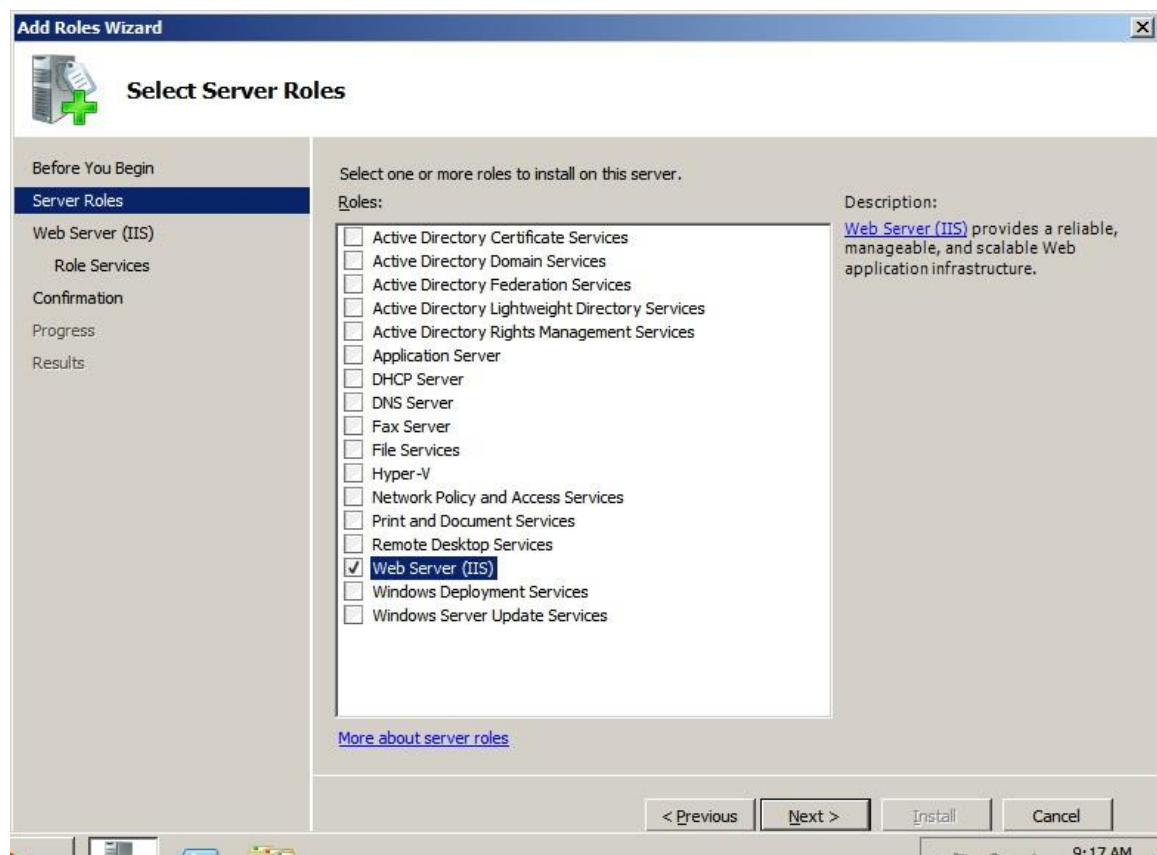 Add Roles Wizard
Select Server Roles
Before You Begin
Server Roles
Web Server (IIS)
Role Services
Confirmation
Progress
Results
Select one or more roles to install on this server.
Roles:
Active Directory Certificate Services
Active Directory Domain Services
Active Directory Federation Services
Active Directory Lightweight Directory Services
Active Directory Rights Management Services
Application Server
DHCP Server
DNS Server
Fax Server
File Services
Hyper-V
Network Policy and Access Services
Print and Document Services
Remote Desktop Services
Web Server (IIS)
Windows Deployment Services
Windows Server Update Services
More about server roles
Description:
Web Server (IIS) provides a reliable,
manageable, and scalable Web
application infrastructure.
< Previous
Next >
Install
Cancel
9:17 AM